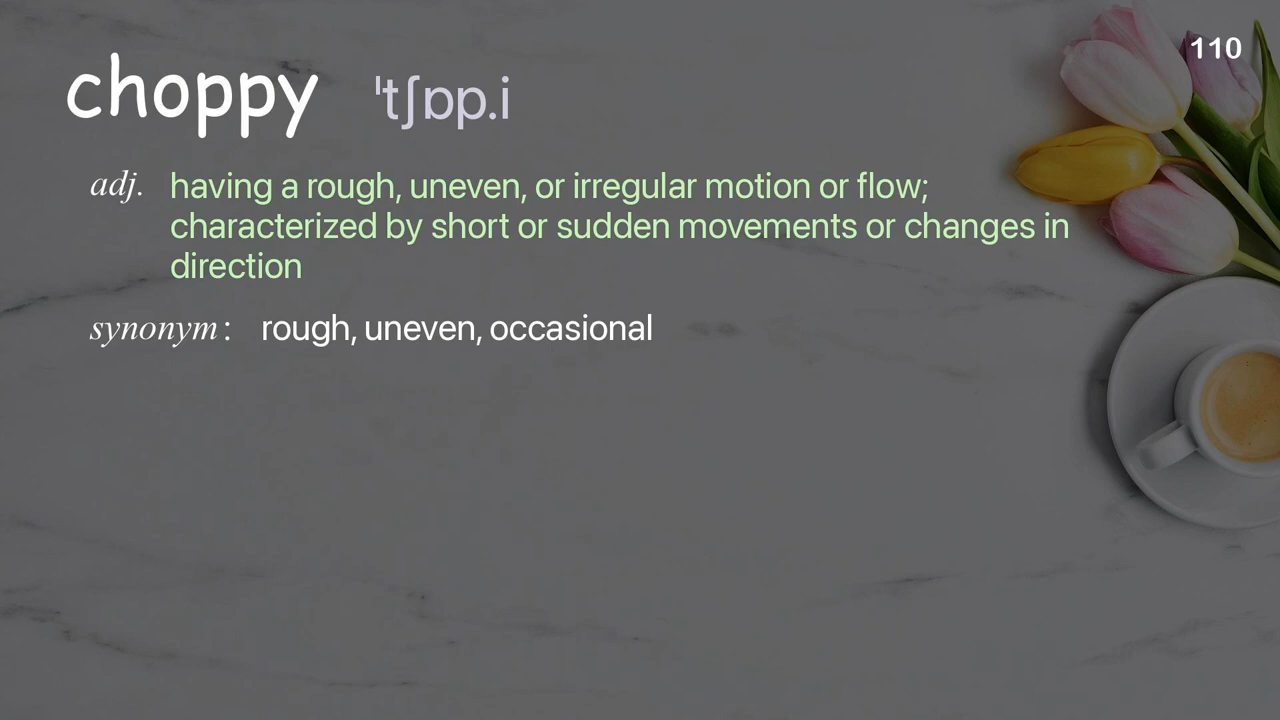 110
choppy ˈtʃɒp.i
adj. having a rough, uneven, or irregular motion or flow;
characterized by short or sudden movements or changes in
direction
synonym: rough, uneven, occasional